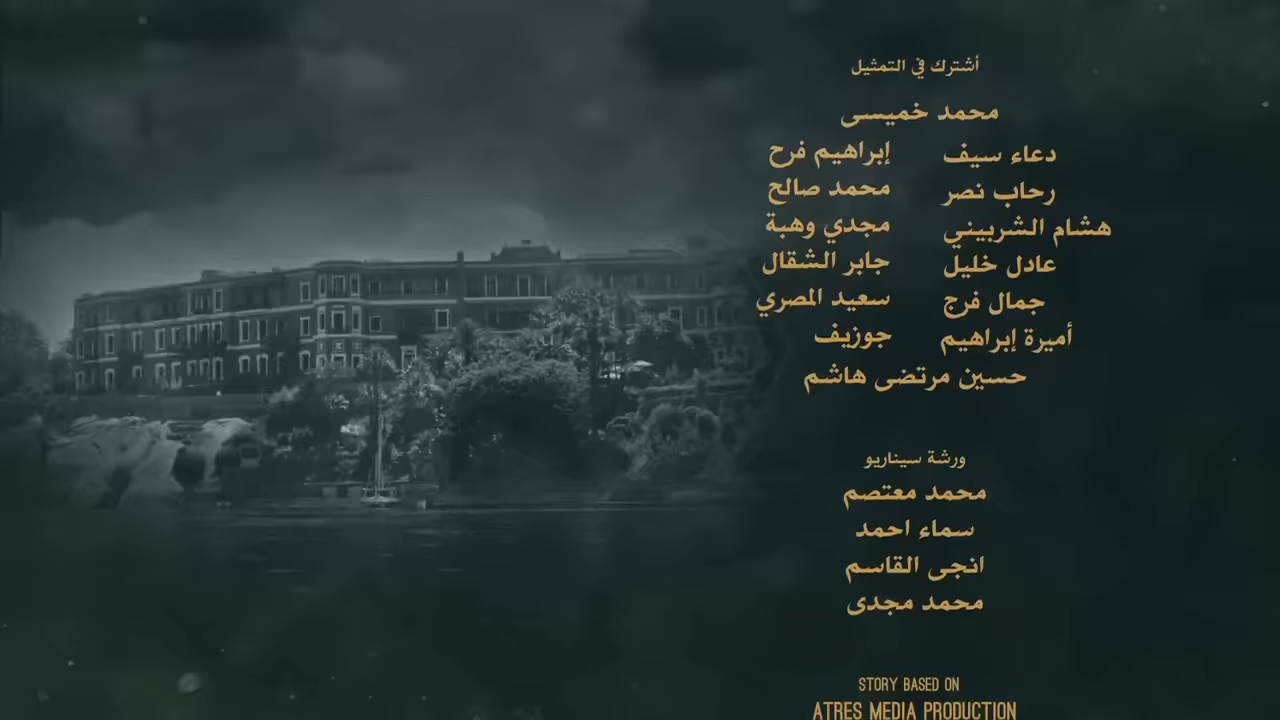 أشترك في التمثيل
محمد خميسى
دعاء سيف إبراهيم فرح
رحاب نصر محمد صالح
هشام الشربيني مجدي وهبة
عادل خليل جابر الشقال
جمال فرج سعيد المصري
أميرة إبراهيم جوزيف
حسين مرتضى هاشم
ورشة سيناريو
محمد معتصم
سماء احمد
انجى القاسم
محمد مجدى
STORY BASED ON
ATRES MEDIA PRODUCTION